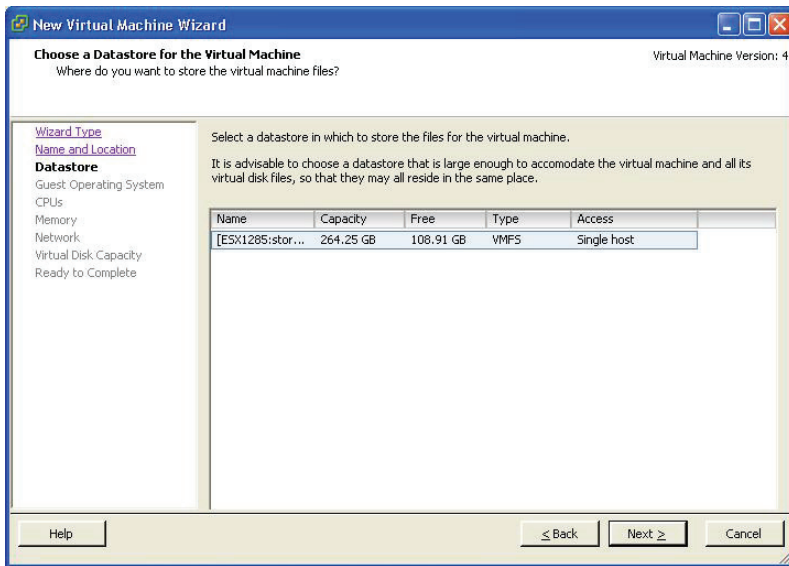 New Virtual Machine Wizard
Choose a Datastore for the Virtual Machine
Where do you want to store the virtual machine files?
Virtual Machine Version: 4
Wizard Type
Name and Location
Datastore
Guest Operating System
CPUs
Memory
Network
Virtual Disk Capacity
Ready to Complete
Select a datastore in which to store the files for the virtual machine.
It is advisable to choose a datastore that is large enough to accomodate the virtual machine and all its
virtual disk files, so that they may all reside in the same place.
Name Capacity Free Type Access
[ESX1285:stor... 264.25 GB 108.91 GB VMFS Single host
Help < Back Next > Cancel